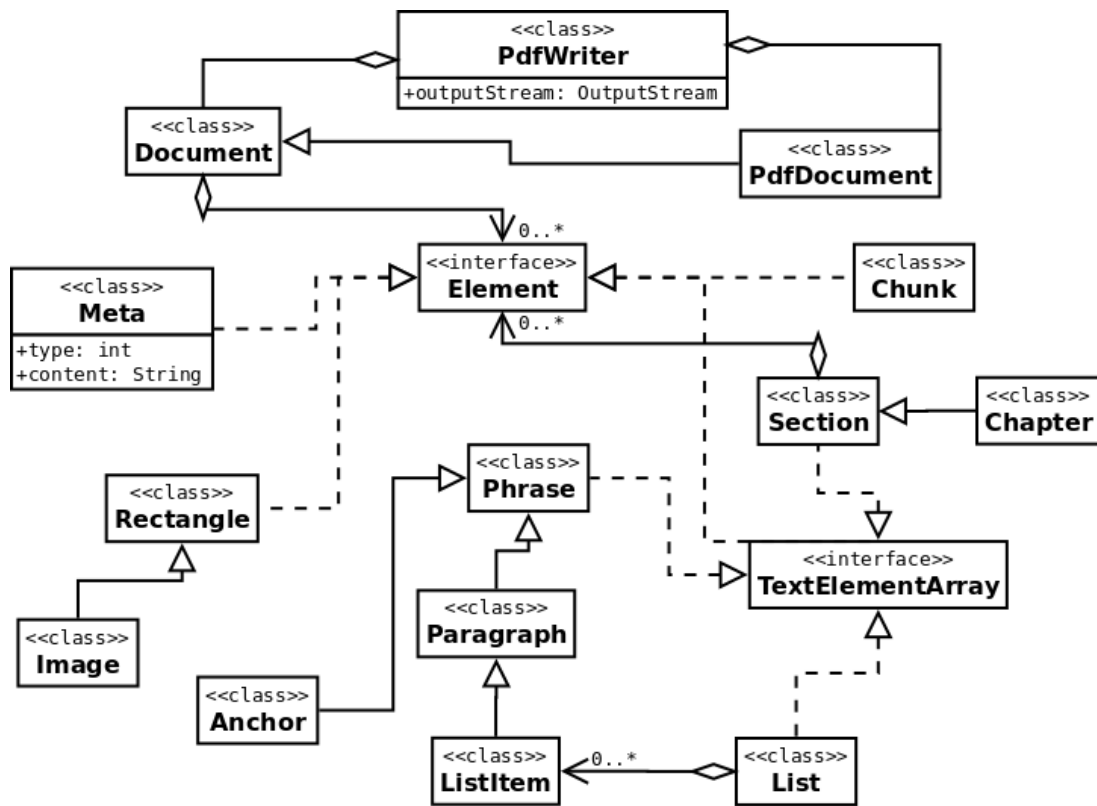 <<class>>
PdfWriter
+outputStream: OutputStream
<<class>>
Document
<<class>>
PdfDocument
0..*
<<interface>>
Element
<<class>>
Chunk
<<class>>
Meta
+type: int
+content: String
0..*
<<class>>
Section
<<class>>
Chapter
<<class>>
Phrase
<<class>>
Rectangle
<<interface>>
TextElementArray
<<class>>
Paragraph
<<class>>
Image
<<class>>
Anchor
<<class>>
ListItem
0..*
<<class>>
List